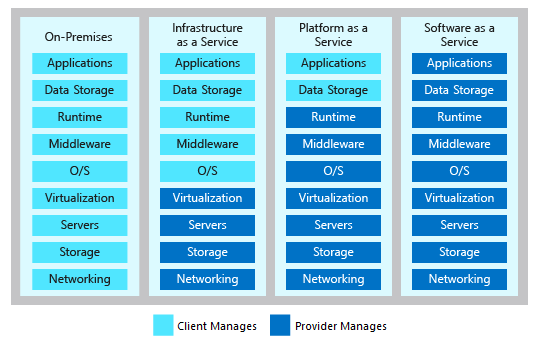 On-Premises
Applications
Data Storage
Runtime
Middleware
O/S
Virtualization
Servers
Storage
Networking
Infrastructure
as a Service
Applications
Data Storage
Runtime
Middleware
O/S
Virtualization
Servers
Storage
Networking
Platform as a
Service
Applications
Data Storage
Runtime
Middleware
O/S
Virtualization
Servers
Storage
Networking
Software as a
Service
Applications
Data Storage
Runtime
Middleware
O/S
Virtualization
Servers
Storage
Networking
Client Manages
Provider Manages